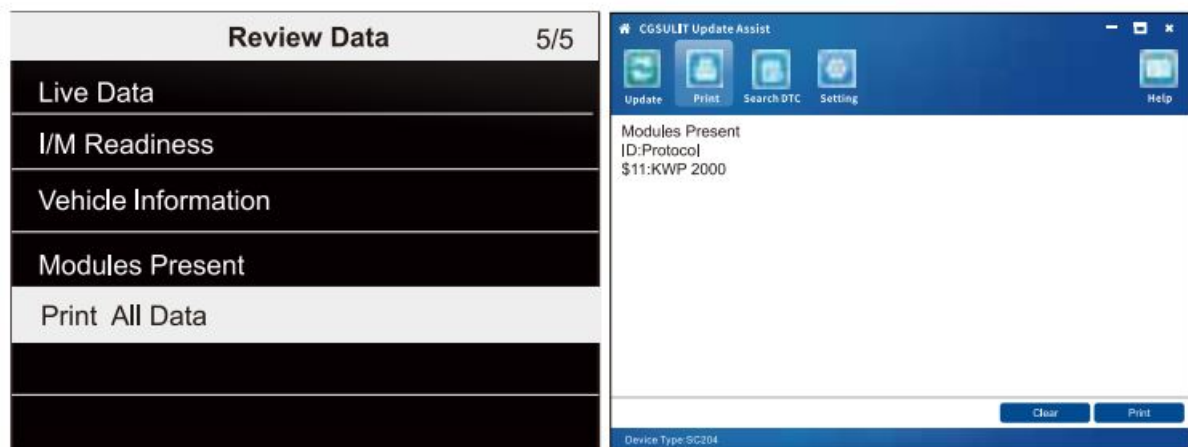 Review Data 5/5
Live Data
I/M Readiness
Vehicle Information
Modules Present
Print All Data
CGSULIT Update Assist
Update Print Search DTC Setting Help
Modules Present
ID:Protocol
$11:KWP 2000
Clear Print
Device Type:SC204